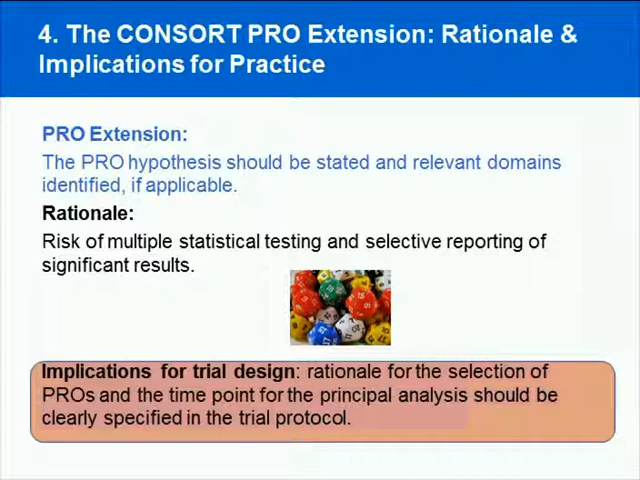 4. The CONSORT PRO Extension: Rationale &
Implications for Practice
PRO Extension:
The PRO hypothesis should be stated and relevant domains
identified, if applicable.
Rationale:
Risk of multiple statistical testing and selective reporting of
significant results.
Implications for trial design: rationale for the selection of
PROs and the time point for the principal analysis should be
clearly specified in the trial protocol.